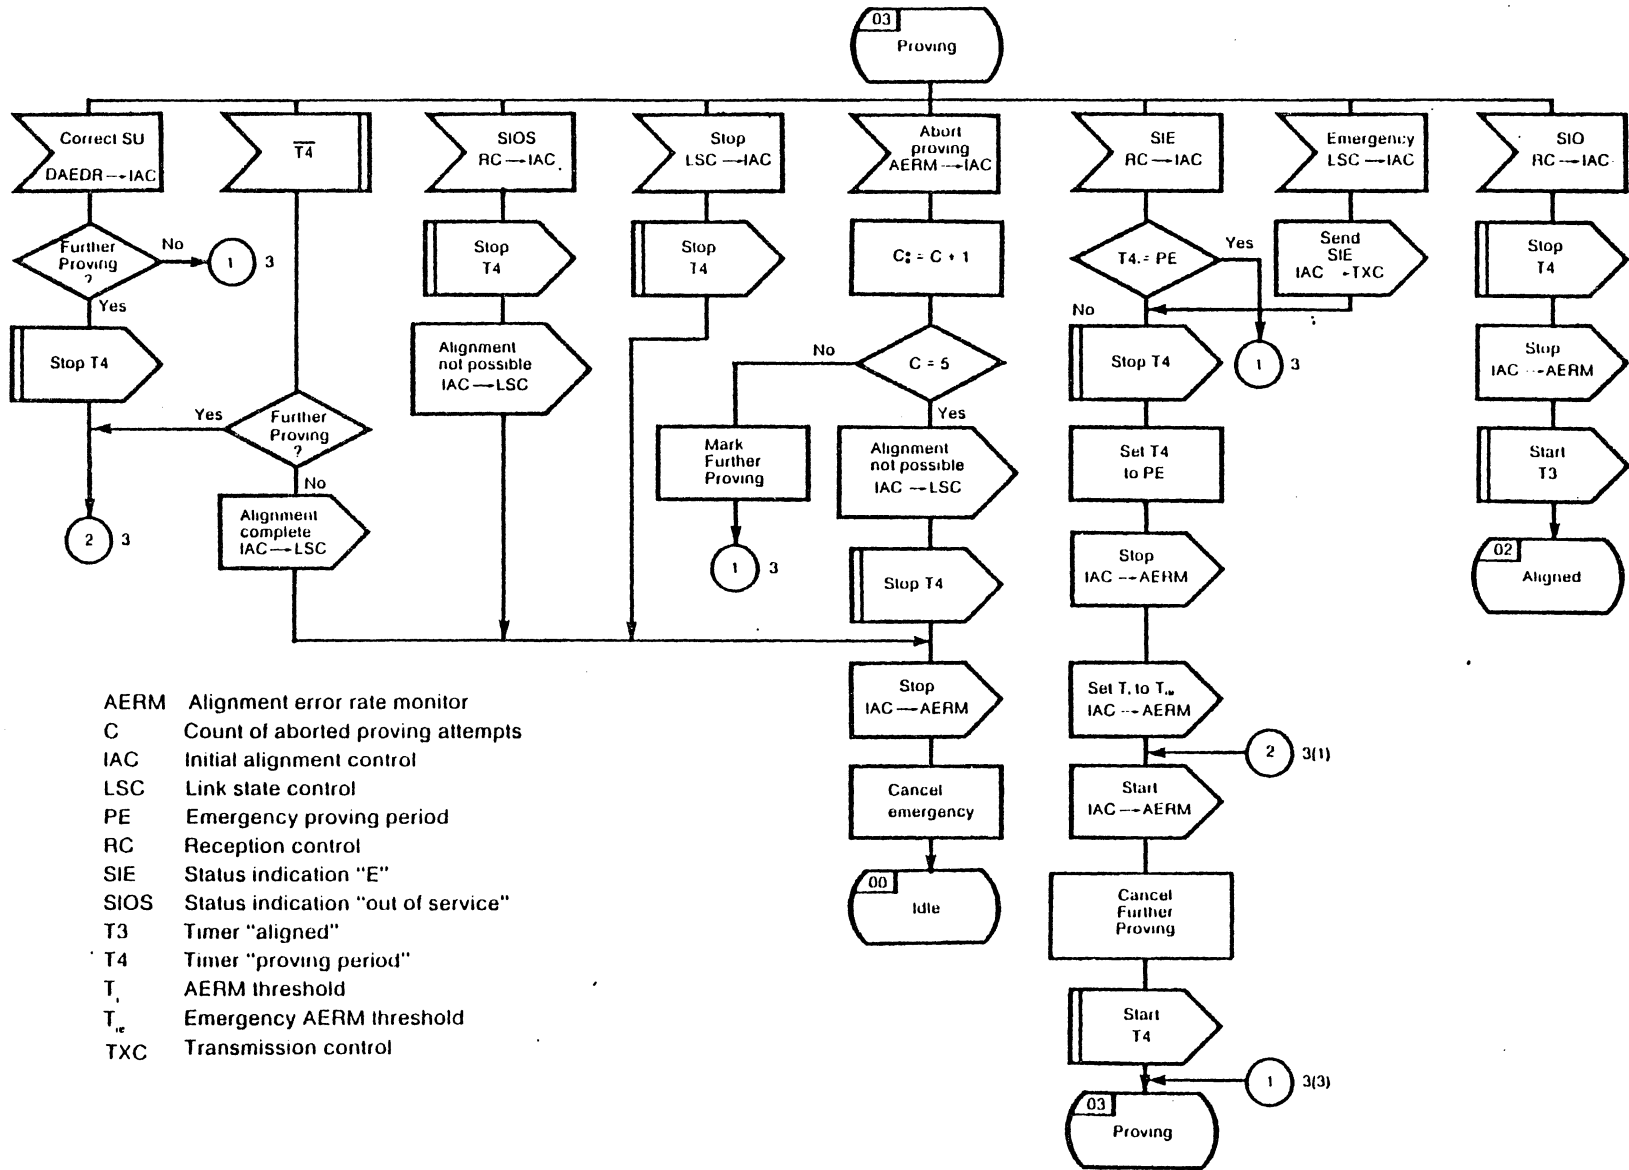 03
Proving
Correct SU
DAEDR→IAC
T4
SIOS
RC→IAC
Stop
LSC→IAC
Abort
proving
AERM→IAC
SIE
RC→IAC
Emergency
LSC→IAC
SIO
RC→IAC
Further
Proving
?
No
1
3
Yes
Stop T4
2
3
Further
Proving
?
Yes
No
Alignment
complete
IAC→LSC
Stop
T4
Alignment
not possible
IAC→LSC
Stop
T4
C:=C+1
C=5
No
Mark
Further
Proving
1
3
Yes
Alignment
not possible
IAC→LSC
Stop T4
Stop
IAC→AERM
Cancel
emergency
00
Idle
T4.= PE
Yes
1
3
No
Send
SIE
IAC→TXC
Stop T4
Set T4
to PE
Stop
IAC→AERM
Set Ti to Tie
IAC→AERM
2
3(1)
Start
IAC→AERM
Cancel
Further
Proving
Start
T4
1
3(3)
03
Proving
Stop
T4
Stop
IAC→AERM
Start
T3
02
Aligned
AERM Alignment error rate monitor
C Count of aborted proving attempts
IAC Initial alignment control
LSC Link state control
PE Emergency proving period
RC Reception control
SIE Status indication "E"
SIOS Status indication "out of service"
T3 Timer "aligned"
T4 Timer "proving period"
Ti AERM threshold
Tie Emergency AERM threshold
TXC Transmission control